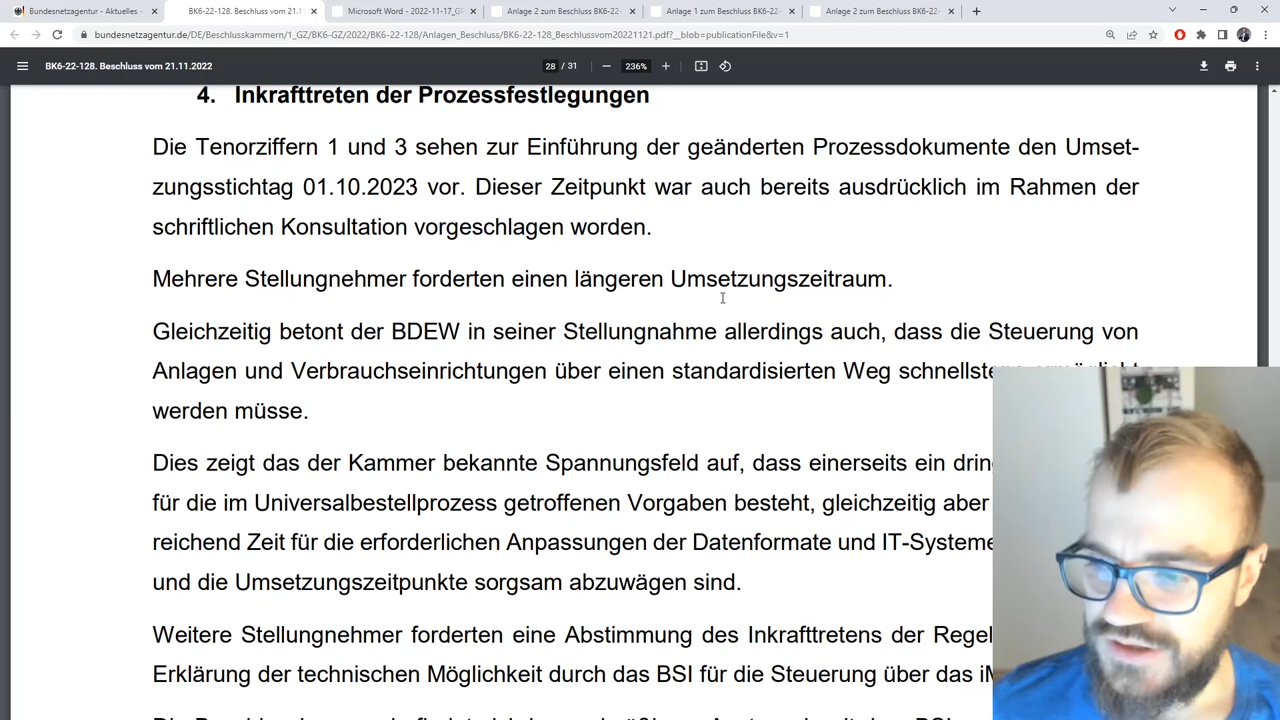 Bundesnetzagentur - Aktuelles -
BK6-22-128. Beschluss vom 21.1
Microsoft Word - 2022-11-17_GP
Anlage 2 zum Beschluss BK6-22-
Anlage 1 zum Beschluss BK6-22-
Anlage 2 zum Beschluss BK6-22-
bundesnetzagentur.de/DE/Beschlusskammern/1_GZ/BK6-GZ/2022/BK6-22-128/Anlagen_Beschluss/BK6-22-128_Beschlussvom20221121.pdf?__blob=publicationFile&v=1
BK6-22-128. Beschluss vom 21.11.2022
28 / 31
236%
4. Inkrafttreten der Prozessfestlegungen
Die Tenorziffern 1 und 3 sehen zur Einführung der geänderten Prozessdokumente den Umset-
zungsstichtag 01.10.2023 vor. Dieser Zeitpunkt war auch bereits ausdrücklich im Rahmen der
schriftlichen Konsultation vorgeschlagen worden.
Mehrere Stellungnehmer forderten einen längeren Umsetzungszeitraum.
Gleichzeitig betont der BDEW in seiner Stellungnahme allerdings auch, dass die Steuerung von
Anlagen und Verbrauchseinrichtungen über einen standardisierten Weg schnellstens ermöglicht
werden müsse.
Dies zeigt das der Kammer bekannte Spannungsfeld auf, dass einerseits ein
für die im Universalbestellprozess getroffenen Vorgaben besteht, gleichzeitig aber
reichend Zeit für die erforderlichen Anpassungen der Datenformate und IT-Systeme
und die Umsetzungszeitpunkte sorgsam abzuwägen sind.
Weitere Stellungnehmer forderten eine Abstimmung des Inkrafttretens der
Erklärung der technischen Möglichkeit durch das BSI für die Steuerung über das